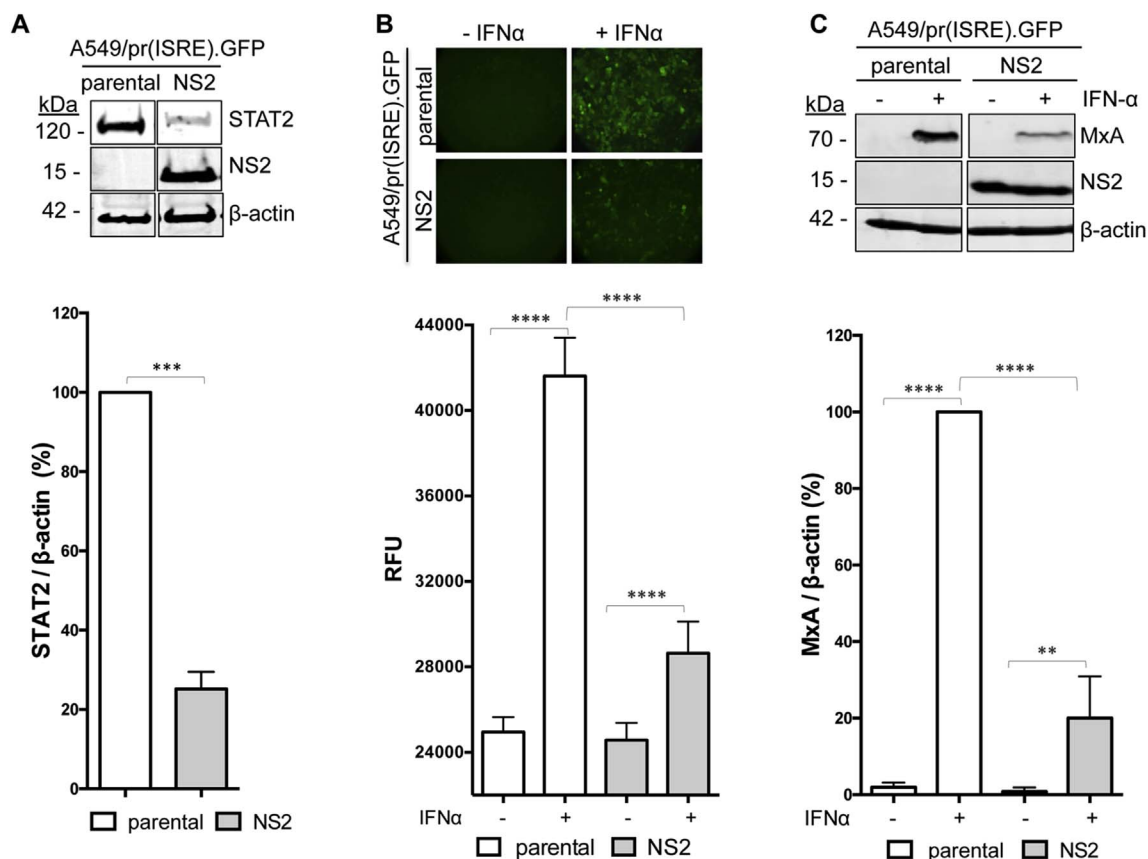 A
A549/pr(ISRE).GFP
parental NS2
kDa
120 - STAT2
15 - NS2
42 - β-actin
120
100
80
60
40
20
0
STAT2 / β-actin (%)
***
parental NS2
B
- IFNα + IFNα
A549/pr(ISRE).GFP
parental
NS2
44000
40000
36000
32000
28000
24000
RFU
****
****
****
IFNα - + - +
parental NS2
C
A549/pr(ISRE).GFP
parental NS2
kDa - + - + IFN-α
70 - MxA
15 - NS2
42 - β-actin
120
100
80
60
40
20
0
MxA / β-actin (%)
****
****
**
IFNα - + - +
parental NS2